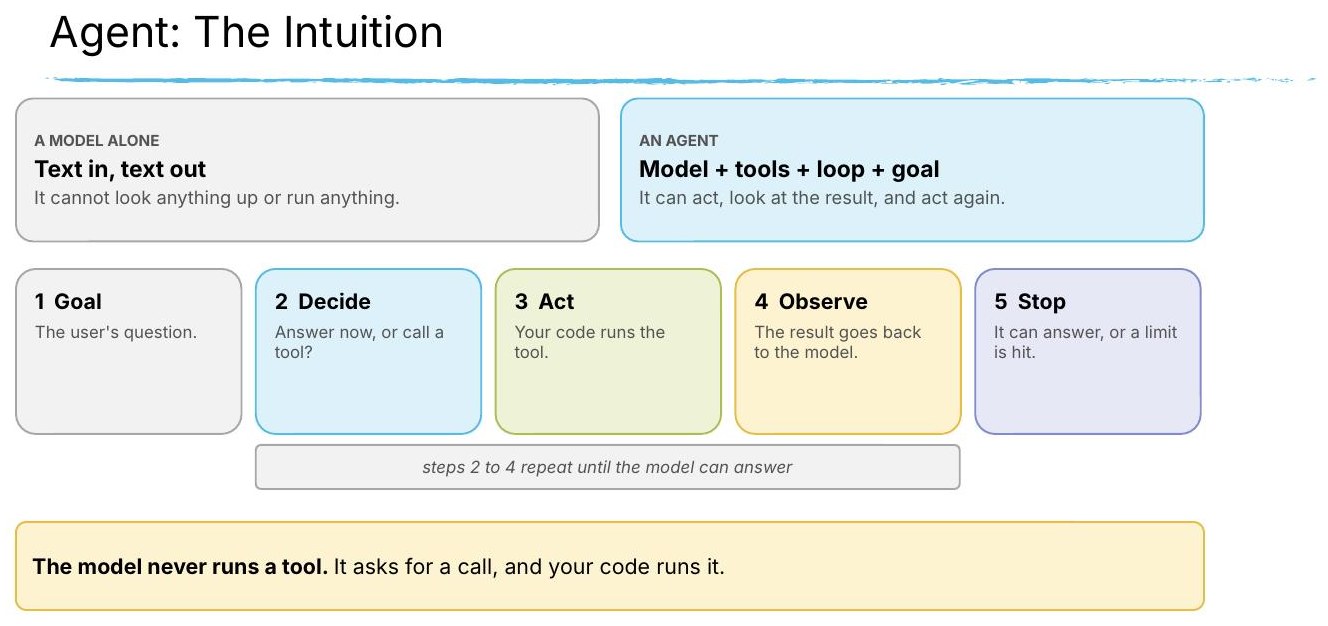 Agent: The Intuition
A MODEL ALONE
Text in, text out
It cannot look anything up or run anything.
AN AGENT
Model + tools + loop + goal
It can act, look at the result, and act again.
1 Goal
The user's question.
2 Decide
Answer now, or call a
tool?
3 Act
Your code runs the
tool.
4 Observe
The result goes back
to the model.
5 Stop
It can answer, or a limit
is hit.
steps 2 to 4 repeat until the model can answer
The model never runs a tool. It asks for a call, and your code runs it.